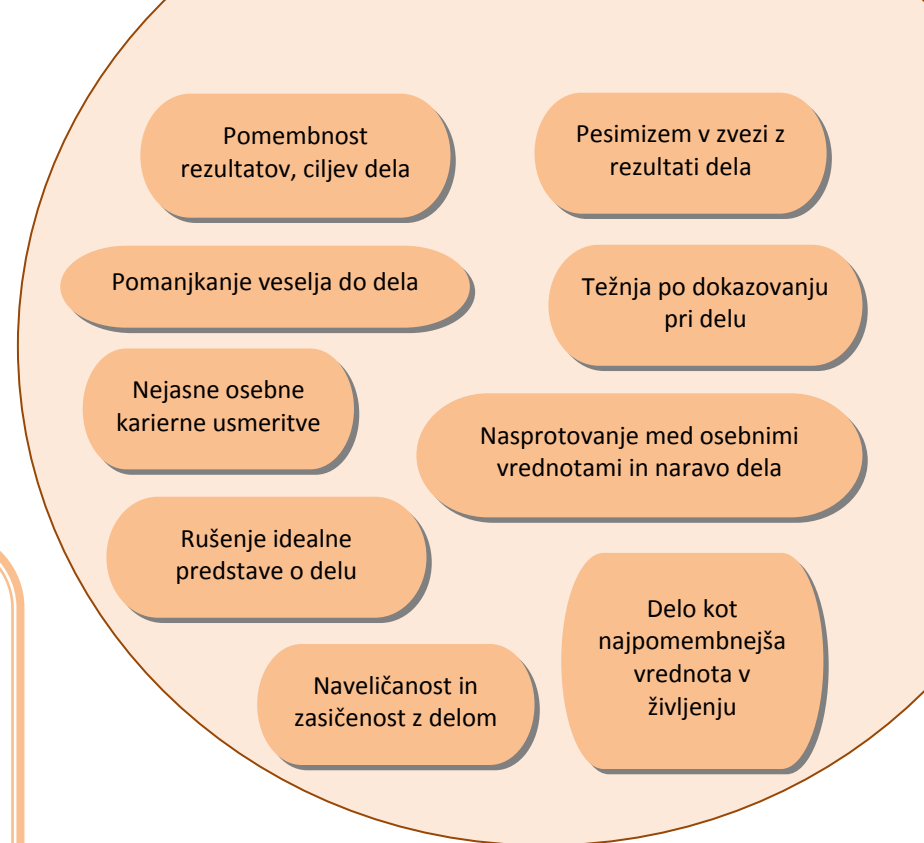 Pomembnost
rezultatov, ciljev dela
Pesimizem v zvezi z
rezultati dela
Pomanjkanje veselja do dela
Težnja po dokazovanju
pri delu
Nejasne osebne
karierne usmeritve
Nasprotovanje med osebnimi
vrednotami in naravo dela
Rušenje idealne
predstave o delu
Delo kot
najpomembnejša
vrednota v
življenju
Naveličanost in
zasičenost z delom